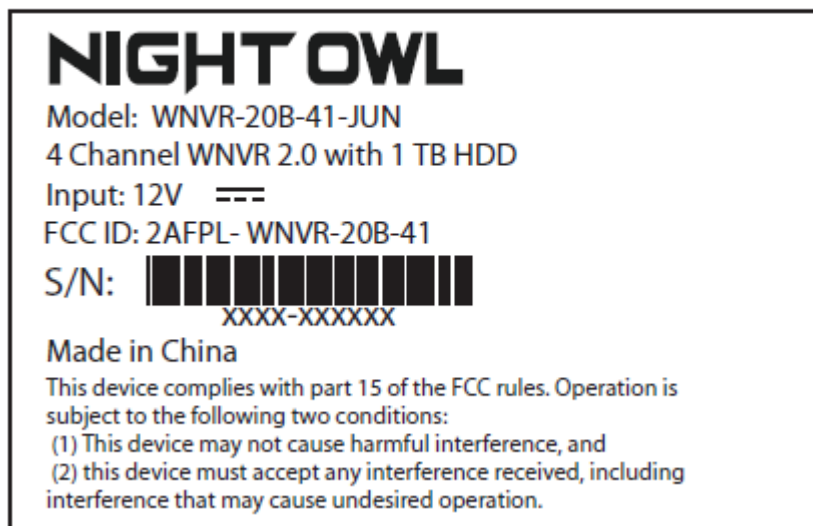 NIGHT OWL
Model: WNVR-20B-41-JUN
4 Channel WNVR 2.0 with 1 TB HDD
Input: 12V
FCC ID: 2AFPL- WNVR-20B-41
S/N:
xxxx-xxxxxx
Made in China
This device complies with part 15 of the FCC rules. Operation is
subject to the following two conditions:
(1) This device may not cause harmful interference, and
(2) this device must accept any interference received, including
interference that may cause undesired operation.